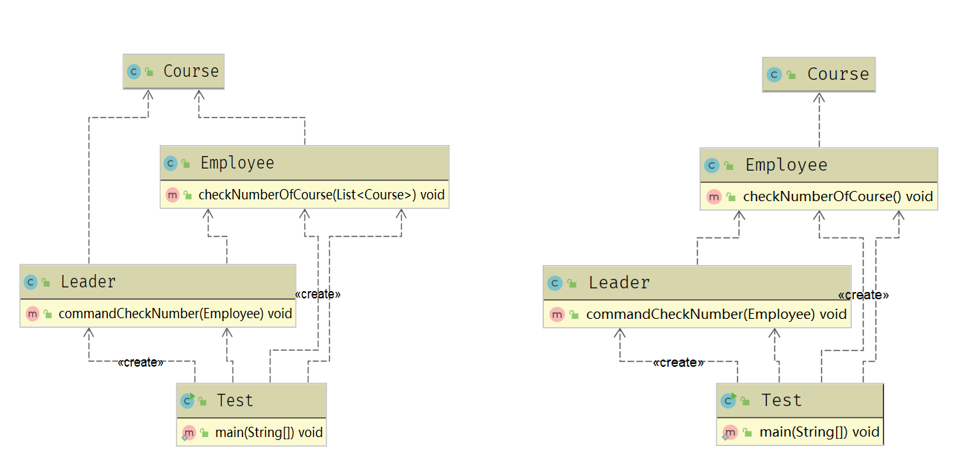 Course
Employee
checkNumberOfCourse(List<Course>) void
Leader
«create»
commandCheckNumber(Employee) void
«create»
Test
main(String[]) void
Course
Employee
checkNumberOfCourse() void
Leader
«create»
commandCheckNumber(Employee) void
«create»
Test
main(String[]) void